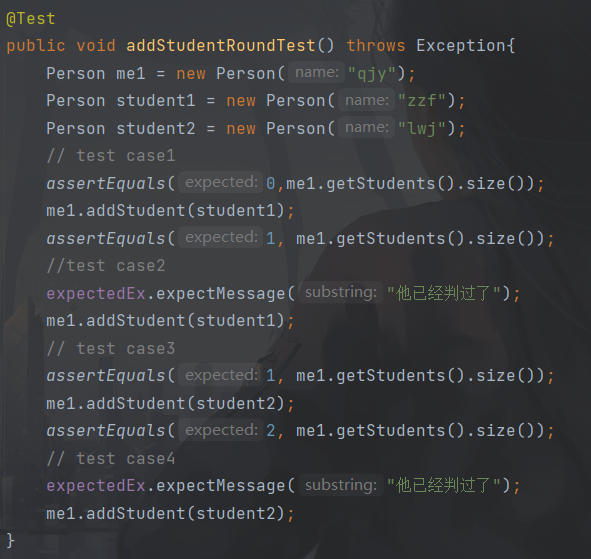 @Test
public void addStudentRoundTest() throws Exception{
    Person me1 = new Person( name: "qjy");
    Person student1 = new Person( name: "zzf");
    Person student2 = new Person( name: "lwj");
    // test case1
    assertEquals( expected: 0,me1.getStudents().size());
    me1.addStudent(student1);
    assertEquals( expected: 1, me1.getStudents().size());
    //test case2
    expectedEx.expectMessage( substring: "他已经判过了");
    me1.addStudent(student1);
    // test case3
    assertEquals( expected: 1, me1.getStudents().size());
    me1.addStudent(student2);
    assertEquals( expected: 2, me1.getStudents().size());
    // test case4
    expectedEx.expectMessage( substring: "他已经判过了");
    me1.addStudent(student2);
}